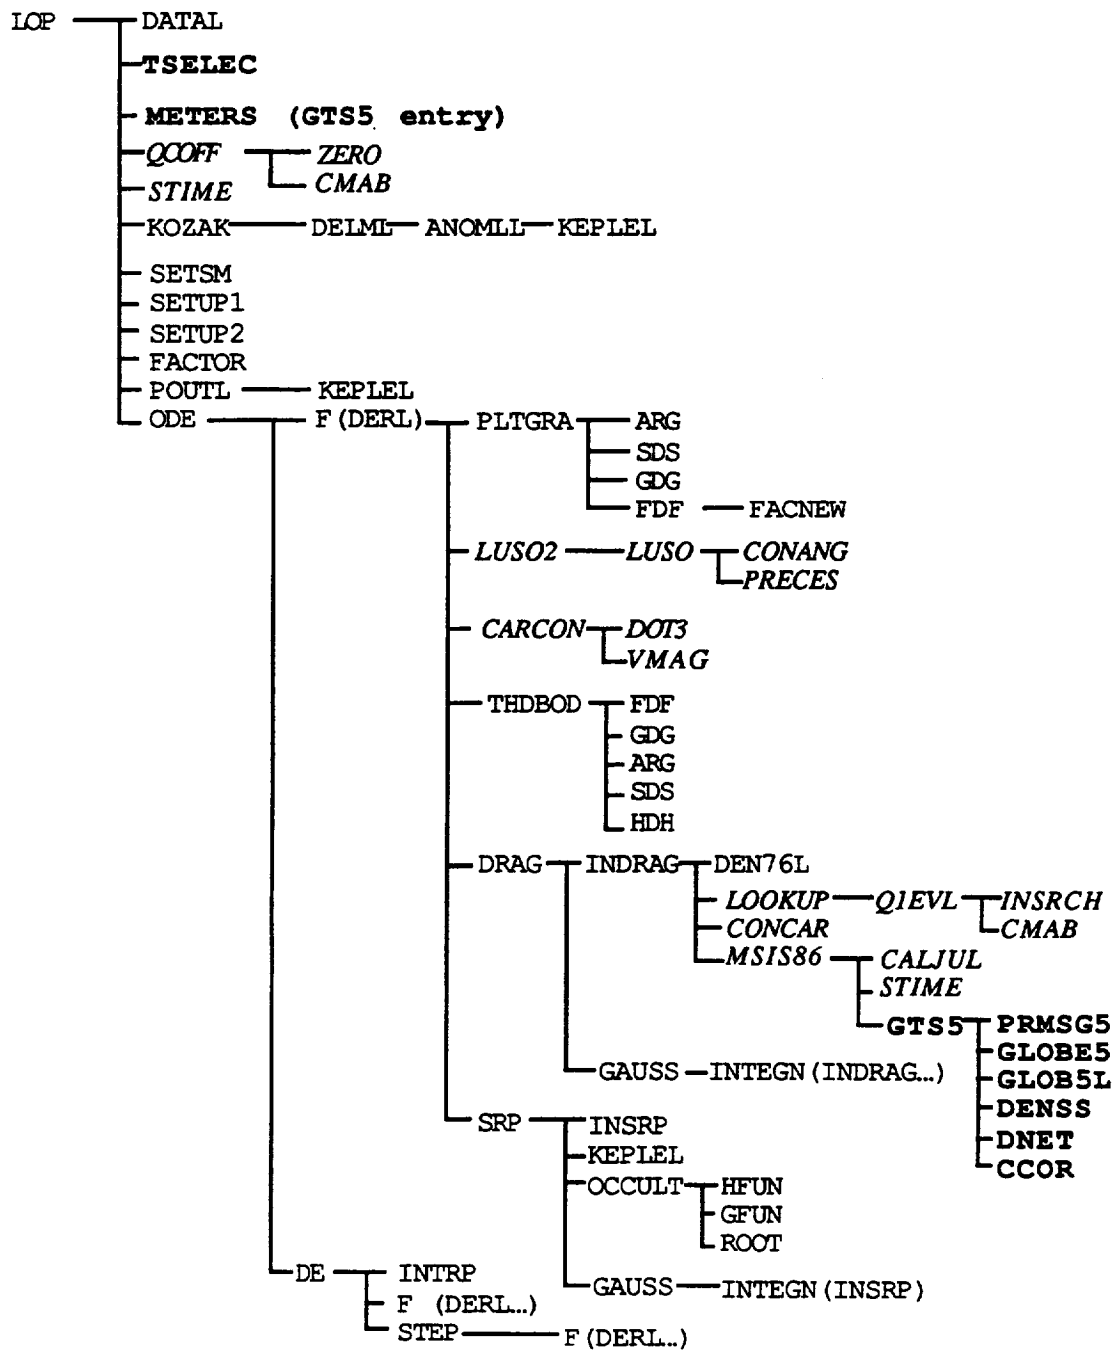 LOP DATAL
TSELEC
METERS (GTS5 entry)
QCOFF ZERO
CMAB
STIME
KOZAK DELML ANOMLL KEPLEL
SETSM
SETUP1
SETUP2
FACTOR
POUTL KEPLEL
ODE F (DERL) PLTGRA ARG
SDS
GDG
FDF FACNEW
LUSO2 LUSO CONANG
PRECES
CARCON DOT3
VMAG
THDBOD FDF
GDG
ARG
SDS
HDH
DRAG INDRAG DEN76L
LOOKUP Q1EVL INSRCH
CONCAR CMAB
MSIS86 CALJUL
STIME
GTS5 PRMSG5
GLOBE5
GAUSS INTEGN (INDRAG...) GLOB5L
DENSS
SRP INSRP DNET
KEPLEL CCOR
OCCULT HFUN
GFUN
ROOT
DE INTRP
GAUSS INTEGN (INSRP)
F (DERL...)
STEP F (DERL...)